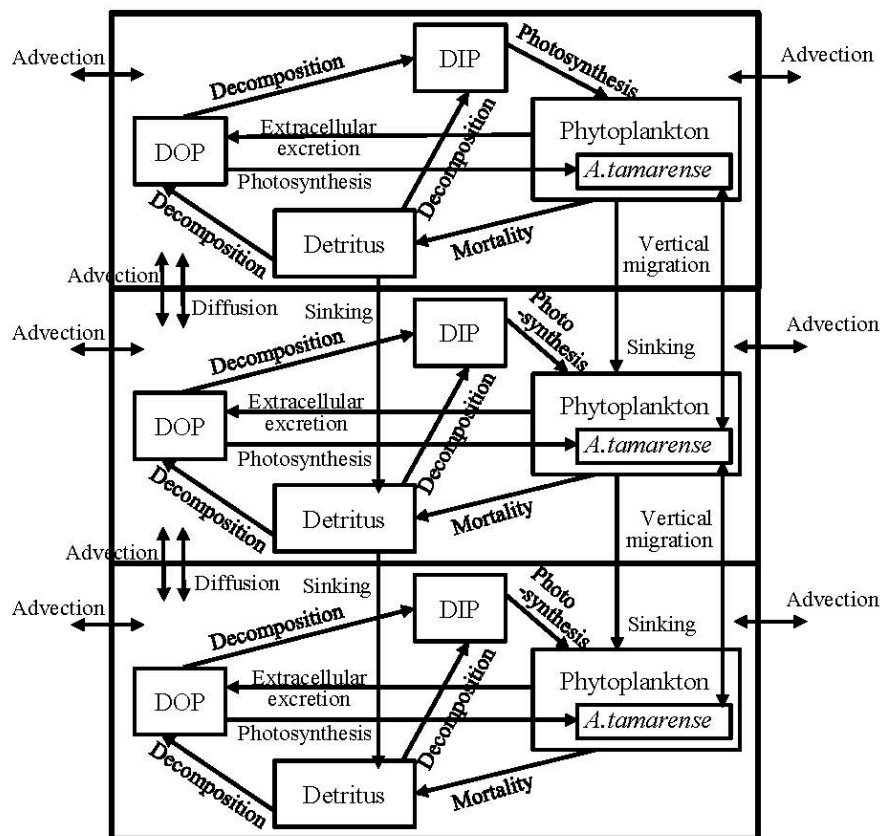 Advection
Decomposition
DIP
Photosynthesis
Advection
DOP
Extracellular
excretion
Photosynthesis
Decomposition
Phytoplankton
A.tamarense
Decomposition
Detritus
Mortality
Vertical
migration
Advection
Diffusion
Sinking
Sinking
Advection
Decomposition
DIP
Photo
-synthesis
Advection
DOP
Extracellular
excretion
Photosynthesis
Decomposition
Phytoplankton
A.tamarense
Decomposition
Detritus
Mortality
Vertical
migration
Advection
Diffusion
Sinking
Sinking
Advection
Decomposition
DIP
Photo
-synthesis
Advection
DOP
Extracellular
excretion
Photosynthesis
Decomposition
Phytoplankton
A.tamarense
Decomposition
Detritus
Mortality